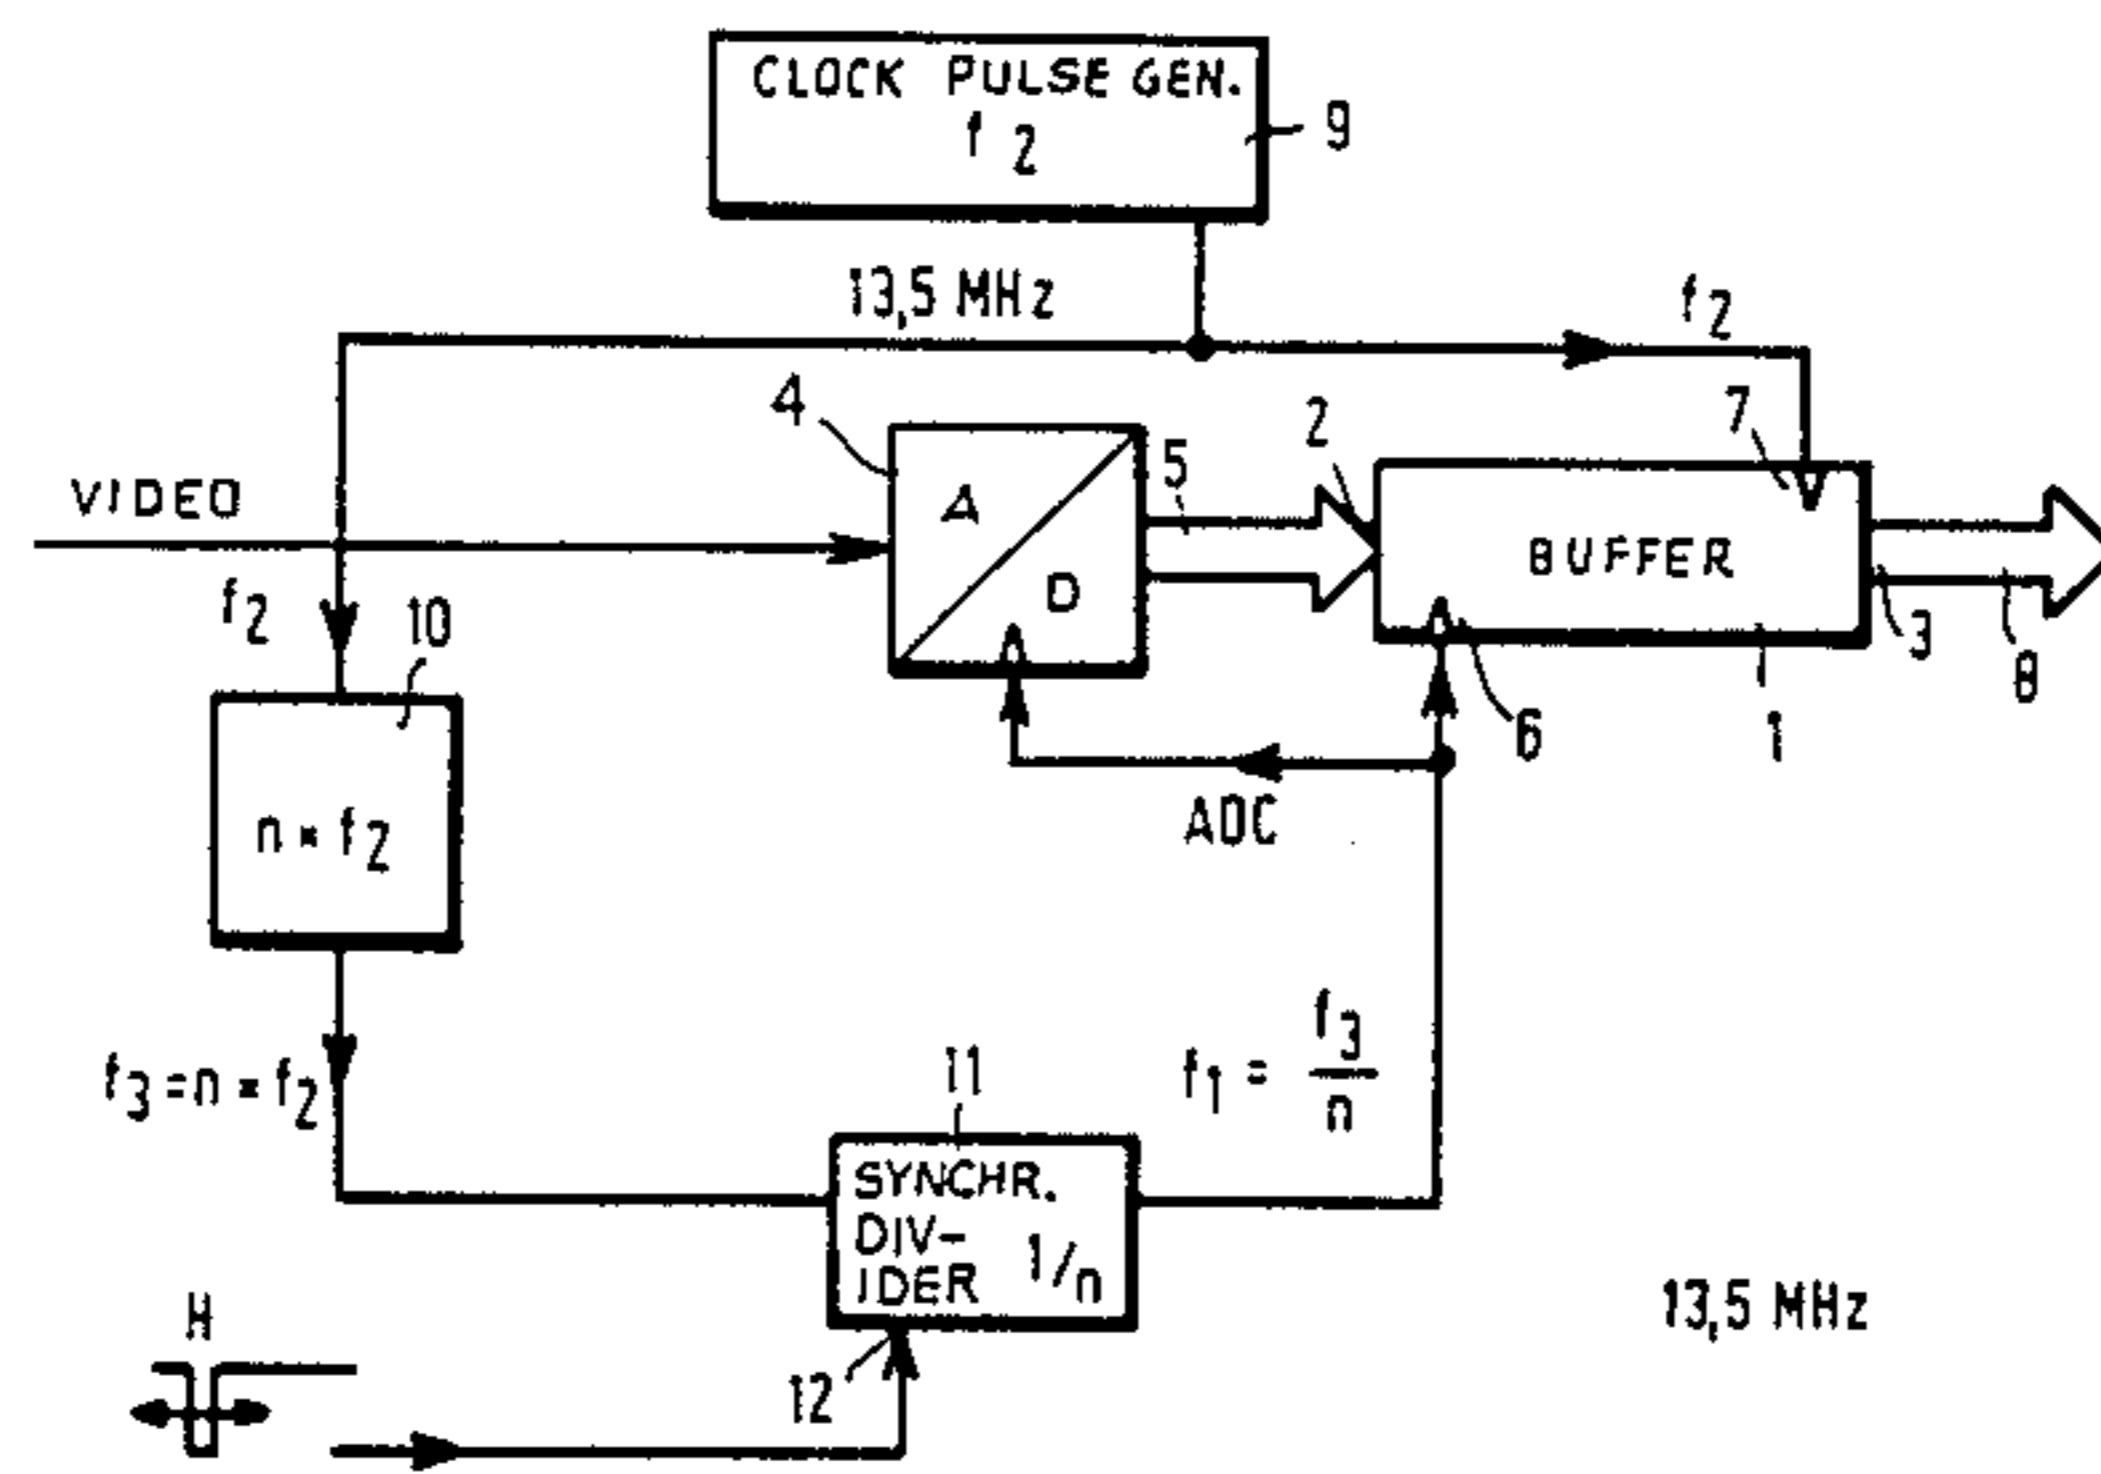 CLOCK PULSE GEN.
f2
9
13,5 MHz
f2
4
7
2
5
VIDEO
A
D
BUFFER
f2
10
3
8
6
1
n × f2
ADC
f3 = n × f2
11
f1 = f3/n
SYNCHR.
DIV-
IDER 1/n
H
13,5 MHz
12